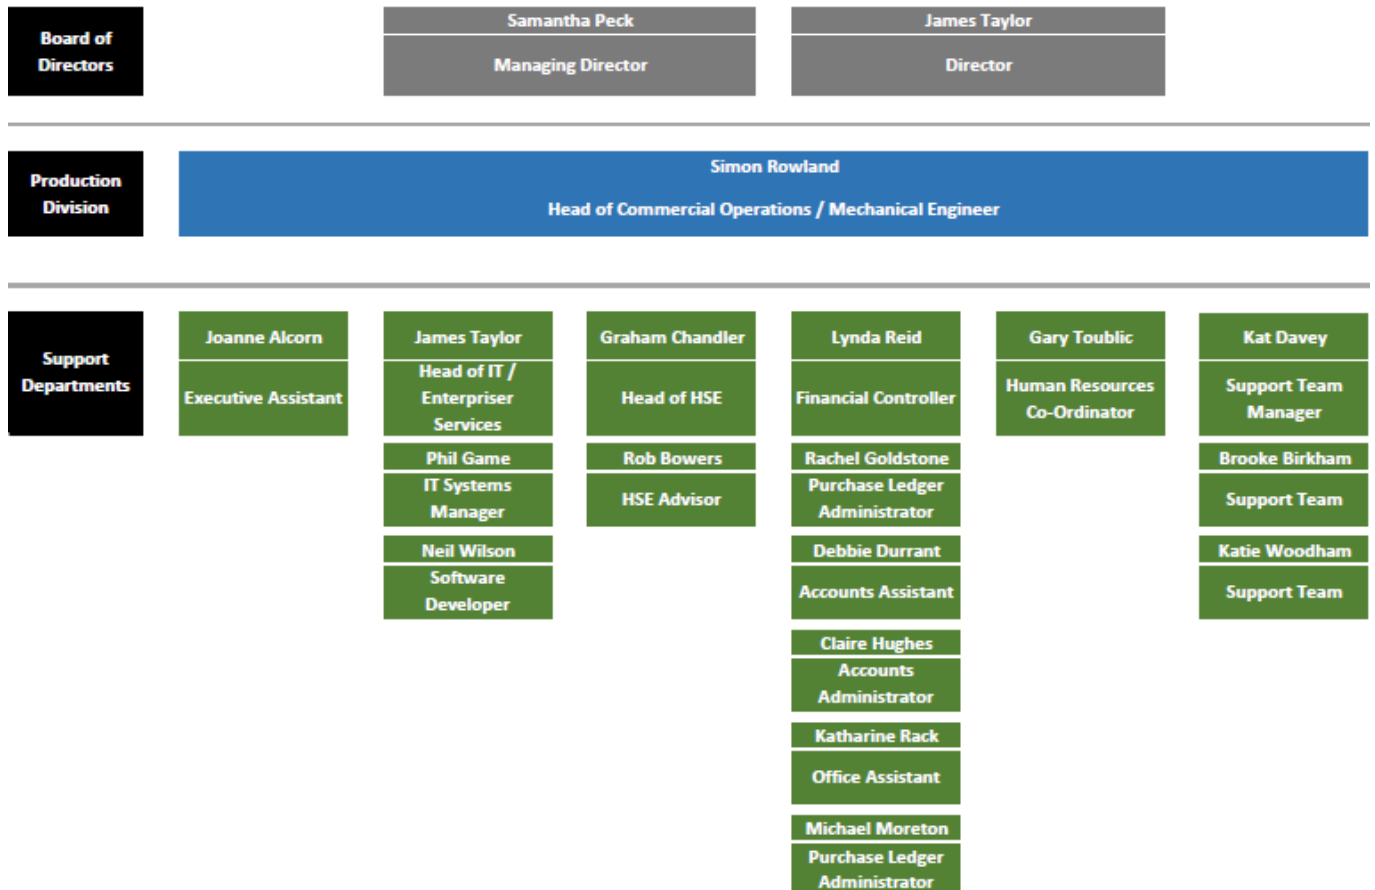 Board of
Directors
Samantha Peck
Managing Director
James Taylor
Director
Production
Division
Simon Rowland
Head of Commercial Operations / Mechanical Engineer
Support
Departments
Joanne Alcorn
Executive Assistant
James Taylor
Head of IT /
Enterpriser
Services
Phil Game
IT Systems
Manager
Neil Wilson
Software
Developer
Graham Chandler
Head of HSE
Rob Bowers
HSE Advisor
Lynda Reid
Financial Controller
Rachel Goldstone
Purchase Ledger
Administrator
Debbie Durrant
Accounts Assistant
Claire Hughes
Accounts
Administrator
Katharine Rack
Office Assistant
Michael Moreton
Purchase Ledger
Administrator
Gary Toublic
Human Resources
Co-Ordinator
Kat Davey
Support Team
Manager
Brooke Birkham
Support Team
Katie Woodham
Support Team